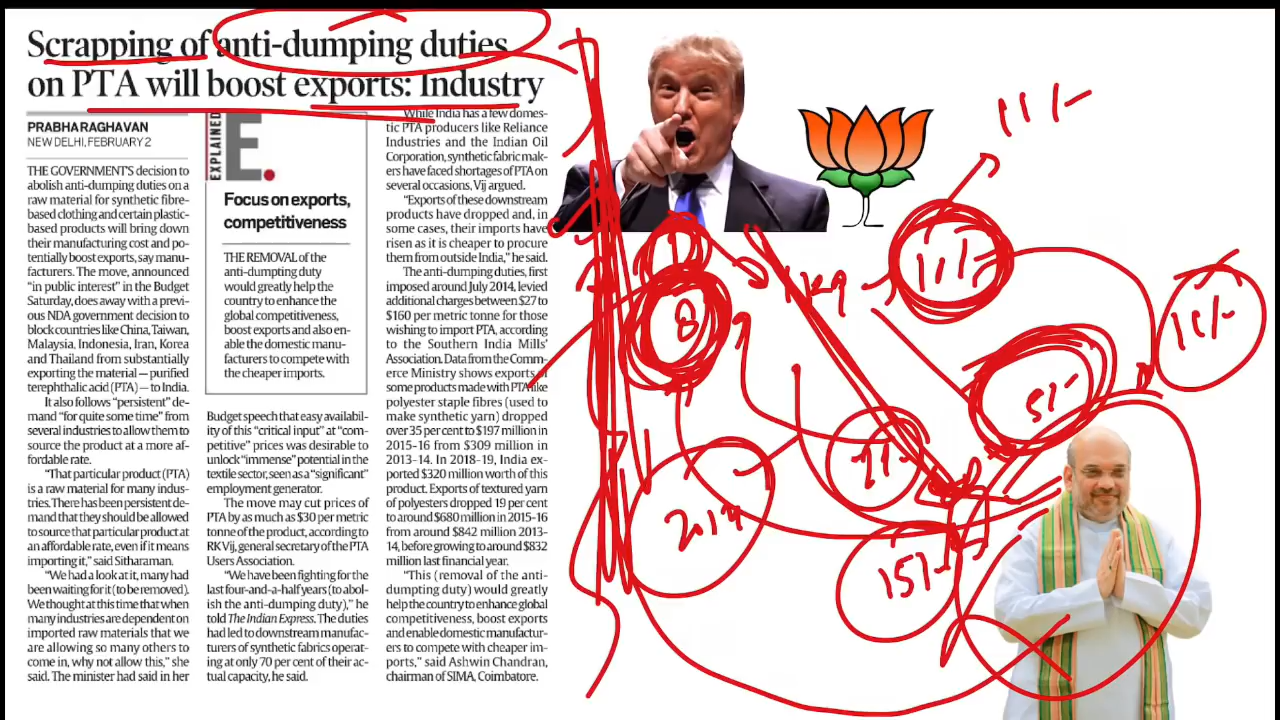 Scrapping of anti-dumping duties
on PTA will boost exports: Industry
PRABHA RAGHAVAN
NEW DELHI, FEBRUARY 2
THE GOVERNMENT'S decision to
abolish anti-dumping duties on a
raw material for synthetic fibre-
based clothing and certain plastic-
based products will bring down
their manufacturing cost and po-
tentially boost exports, say manu-
facturers. The move, announced
"in public interest" in the Budget
Saturday, does away with a previ-
ous NDA government decision to
block countries like China, Taiwan,
Malaysia, Indonesia, Iran, Korea
and Thailand from substantially
exporting the material — purified
terephthalic acid (PTA) — to India.
It also follows "persistent" de-
mand "for quite some time" from
several industries to allow them to
source the product at a more af-
fordable rate.
"That particular product (PTA)
is a raw material for many indus-
tries. There has been persistent de-
mand that they should be allowed
to source that particular product at
an affordable rate, even if it means
importing it," said Sitharaman.
"We had a look at it, many had
been waiting for it (to be removed).
We thought at this time that when
many industries are dependent on
imported raw materials that we
are allowing so many others to
come in, why not allow this," she
said. The minister had said in her
EXPLAINED
E.
Focus on exports,
competitiveness
THE REMOVAL of the
anti-dumpting duty
would greatly help the
country to enhance the
global competitiveness,
boost exports and also en-
able the domestic manu-
facturers to compete with
the cheaper imports.
Budget speech that easy availabil-
ity of this "critical input" at "com-
petitive" prices was desirable to
unlock "immense" potential in the
textile sector, seen as a "significant"
employment generator.
The move may cut prices of
PTA by as much as $30 per metric
tonne of the product, according to
RK Vij, general secretary of the PTA
Users Association.
"We have been fighting for the
last four-and-a-half years (to abol-
ish the anti-dumping duty)," he
told The Indian Express. The duties
had led to downstream manufac-
turers of synthetic fabrics operat-
ing at only 70 per cent of their ac-
tual capacity, he said.
While India has a few domes-
tic PTA producers like Reliance
Industries and the Indian Oil
Corporation, synthetic fabric mak-
ers have faced shortages of PTA on
several occasions, Vij argued.
"Exports of these downstream
products have dropped and, in
some cases, their imports have
risen as it is cheaper to procure
them from outside India," he said.
The anti-dumping duties, first
imposed around July 2014, levied
additional charges between $27 to
$160 per metric tonne for those
wishing to import PTA, according
to the Southern India Mills'
Association. Data from the Comm-
erce Ministry shows exports of
some products made with PTA like
polyester staple fibres (used to
make synthetic yarn) dropped
over 35 per cent to $197 million in
2015-16 from $309 million in
2013-14. In 2018-19, India ex-
ported $320 million worth of this
product. Exports of textured yarn
of polyesters dropped 19 per cent
to around $680 million in 2015-16
from around $842 million 2013-
14, before growing to around $832
million last financial year.
"This (removal of the anti-
dumping duty) would greatly
help the country to enhance global
competitiveness, boost exports
and enable domestic manufactur-
ers to compete with cheaper im-
ports," said Ashwin Chandran,
chairman of SIMA, Coimbatore.
11/-
1 kg
11/-
11/-
8
5/-
2014
15/-